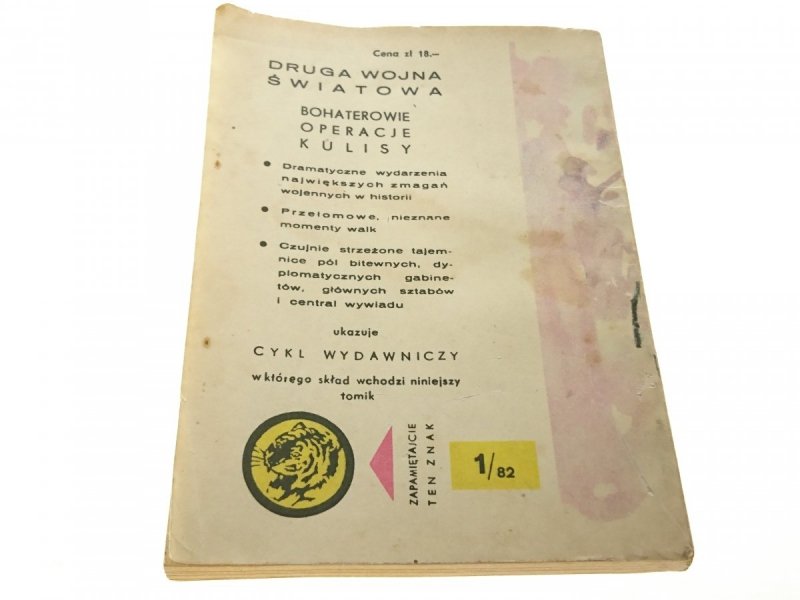 Cena zł 18.—
DRUGA WOJNA
ŚWIATOWA
BOHATEROWIE
OPERACJE
KULISY
● Dramatyczne wydarzenia
największych zmagań
wojennych w historii
● Przełomowe, nieznane
momenty walk
● Czujnie strzeżone tajem-
nice pól bitewnych, dy-
plomatycznych gabine-
tów, głównych sztabów
i central wywiadu
ukazuje
CYKL WYDAWNICZY
w którego skład wchodzi niniejszy
tomik
ZAPAMIĘTAJCIE
TEN ZNAK
1/82